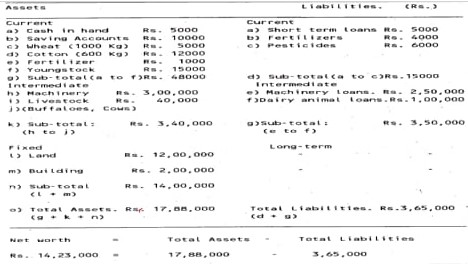 Assets Liabilities. (Rs.)
Current Current
a) Cash in hand Rs. 5000 a) Short term loans Rs. 5000
b) Saving Accounts Rs. 10000 b) Fertilizers Rs. 4000
c) Wheat (1000 Kg) Rs. 5000 c) Pesticides Rs. 6000
d) Cotton (600 Kg) Rs. 12000
e) Fertilizer Rs. 1000
f) Youngstock Rs. 15000
g) Sub-total(a to f)Rs. 48000 d) Sub-total(a to c)Rs.15000
Intermediate Intermediate
h) Machinery Rs. 3,00,000 e) Machinery loans. Rs. 2,50,000
i) Livestock Rs. 40,000 f)Dairy animal loans.Rs.1,00,000
j)(Buffaloes, Cows)
k) Sub-total: Rs. 3,40,000 g)Sub-total: Rs. 3,50,000
(h to j) (e to f)
Fixed Long-term
l) Land Rs. 12,00,000 - -
m) Building Rs. 2,00,000 - -
n) Sub-total Rs. 14,00,000
(l + m)
o) Total Assets. Rs. 17,88,000 Total Liabilities. Rs.3,65,000
(g + k + n) (d + g)
Net worth = Total Assets - Total Liabilities
Rs. 14,23,000 = 17,88,000 - 3,65,000